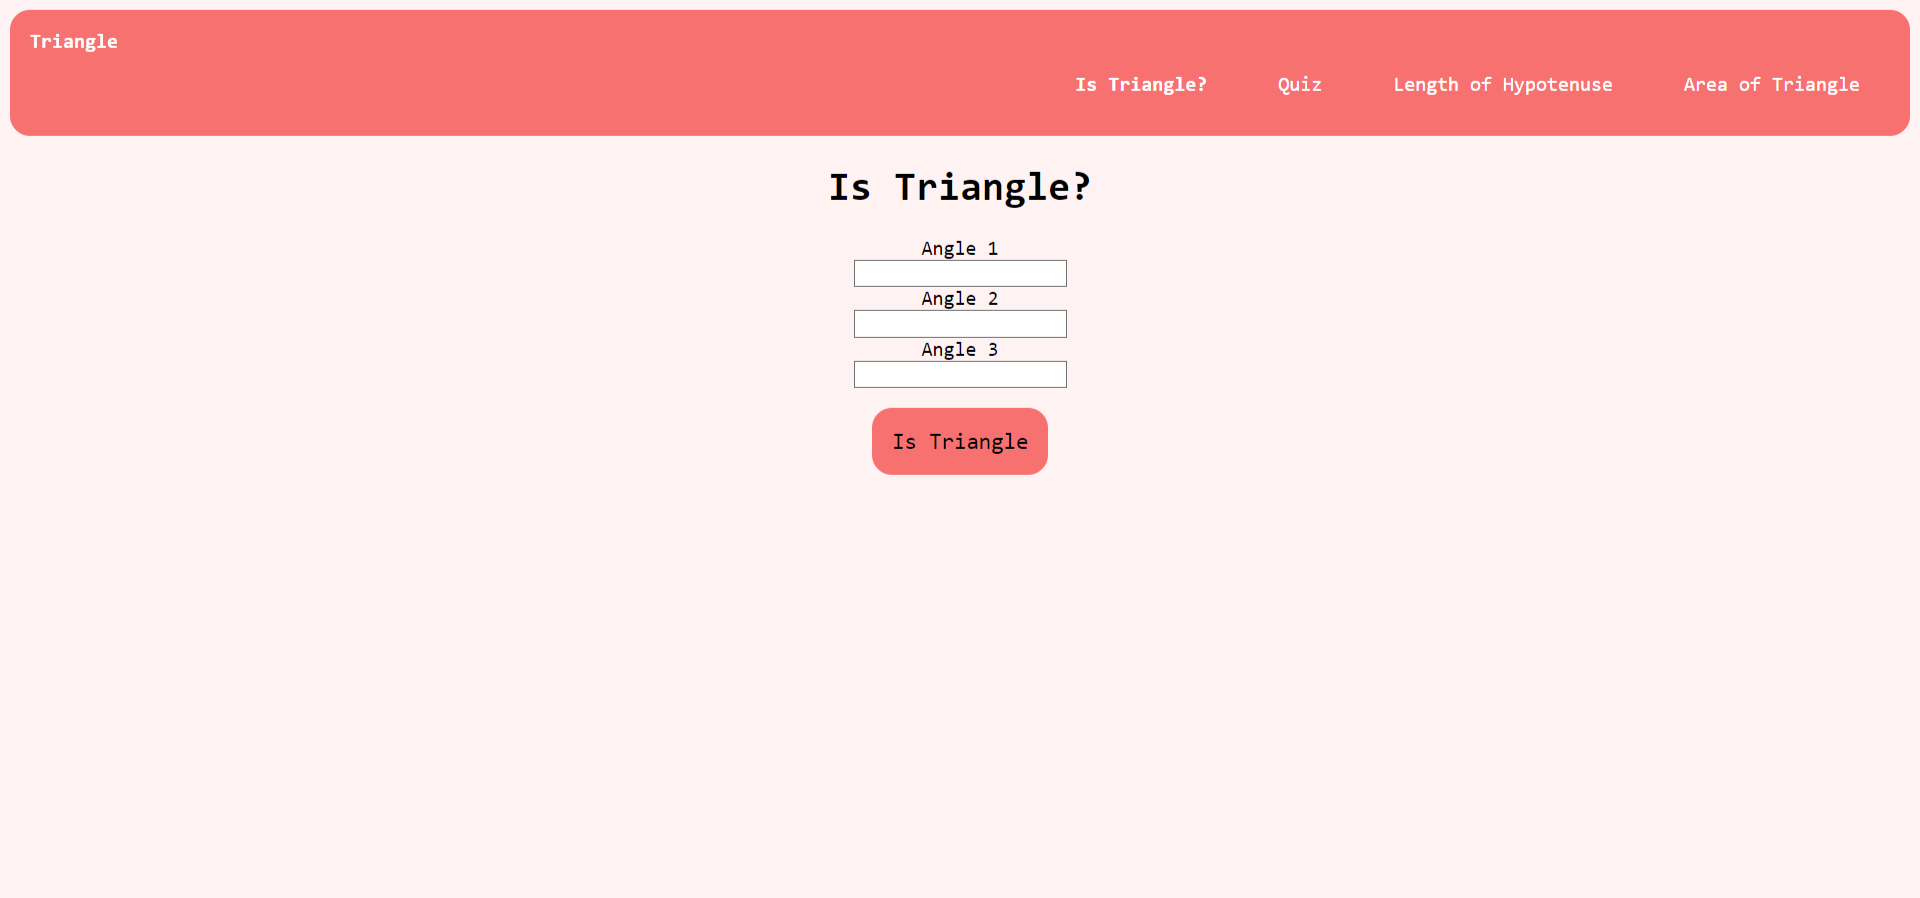 Triangle
Is Triangle? Quiz Length of Hypotenuse Area of Triangle
Is Triangle?
Angle 1
Angle 2
Angle 3
Is Triangle